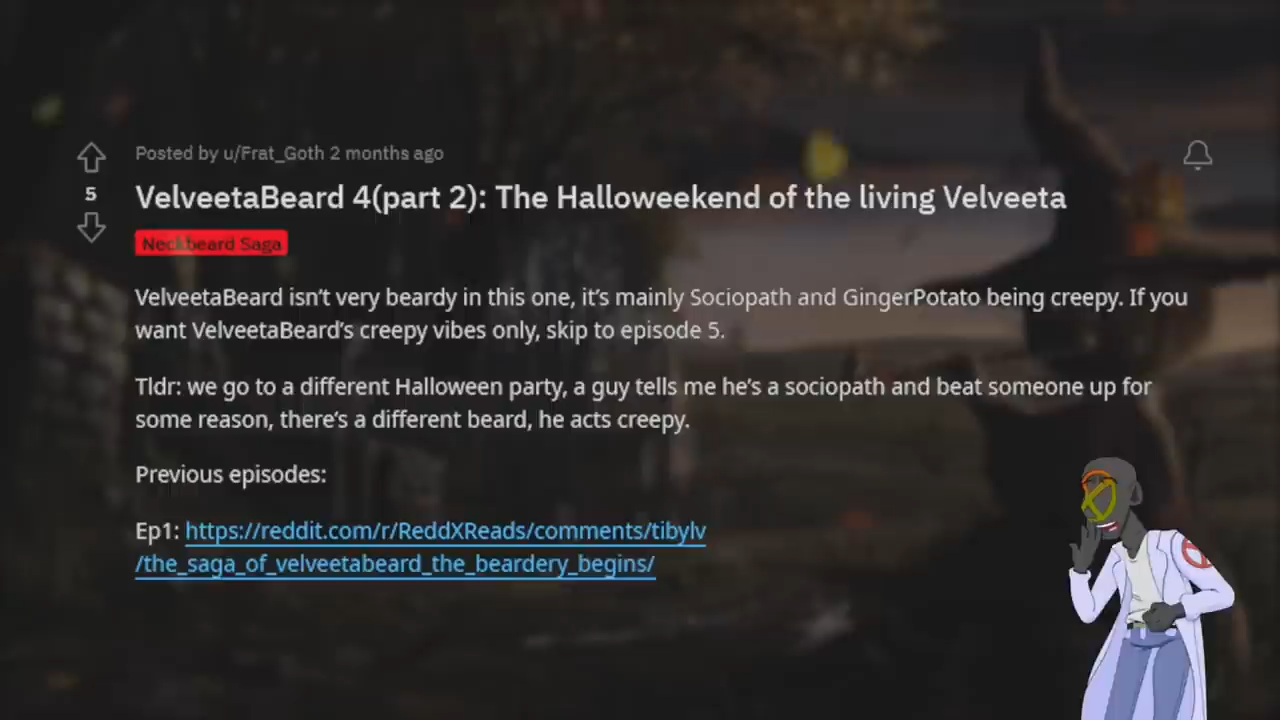 Posted by u/Frat_Goth 2 months ago
5
VelveetaBeard 4(part 2): The Halloweekend of the living Velveeta
Neckbeard Saga
VelveetaBeard isn't very beardy in this one, it's mainly Sociopath and GingerPotato being creepy. If you
want VelveetaBeard's creepy vibes only, skip to episode 5.
Tldr: we go to a different Halloween party, a guy tells me he's a sociopath and beat someone up for
some reason, there's a different beard, he acts creepy.
Previous episodes:
Ep1: https://reddit.com/r/ReddXReads/comments/tibylv
/the_saga_of_velveetabeard_the_beardery_begins/